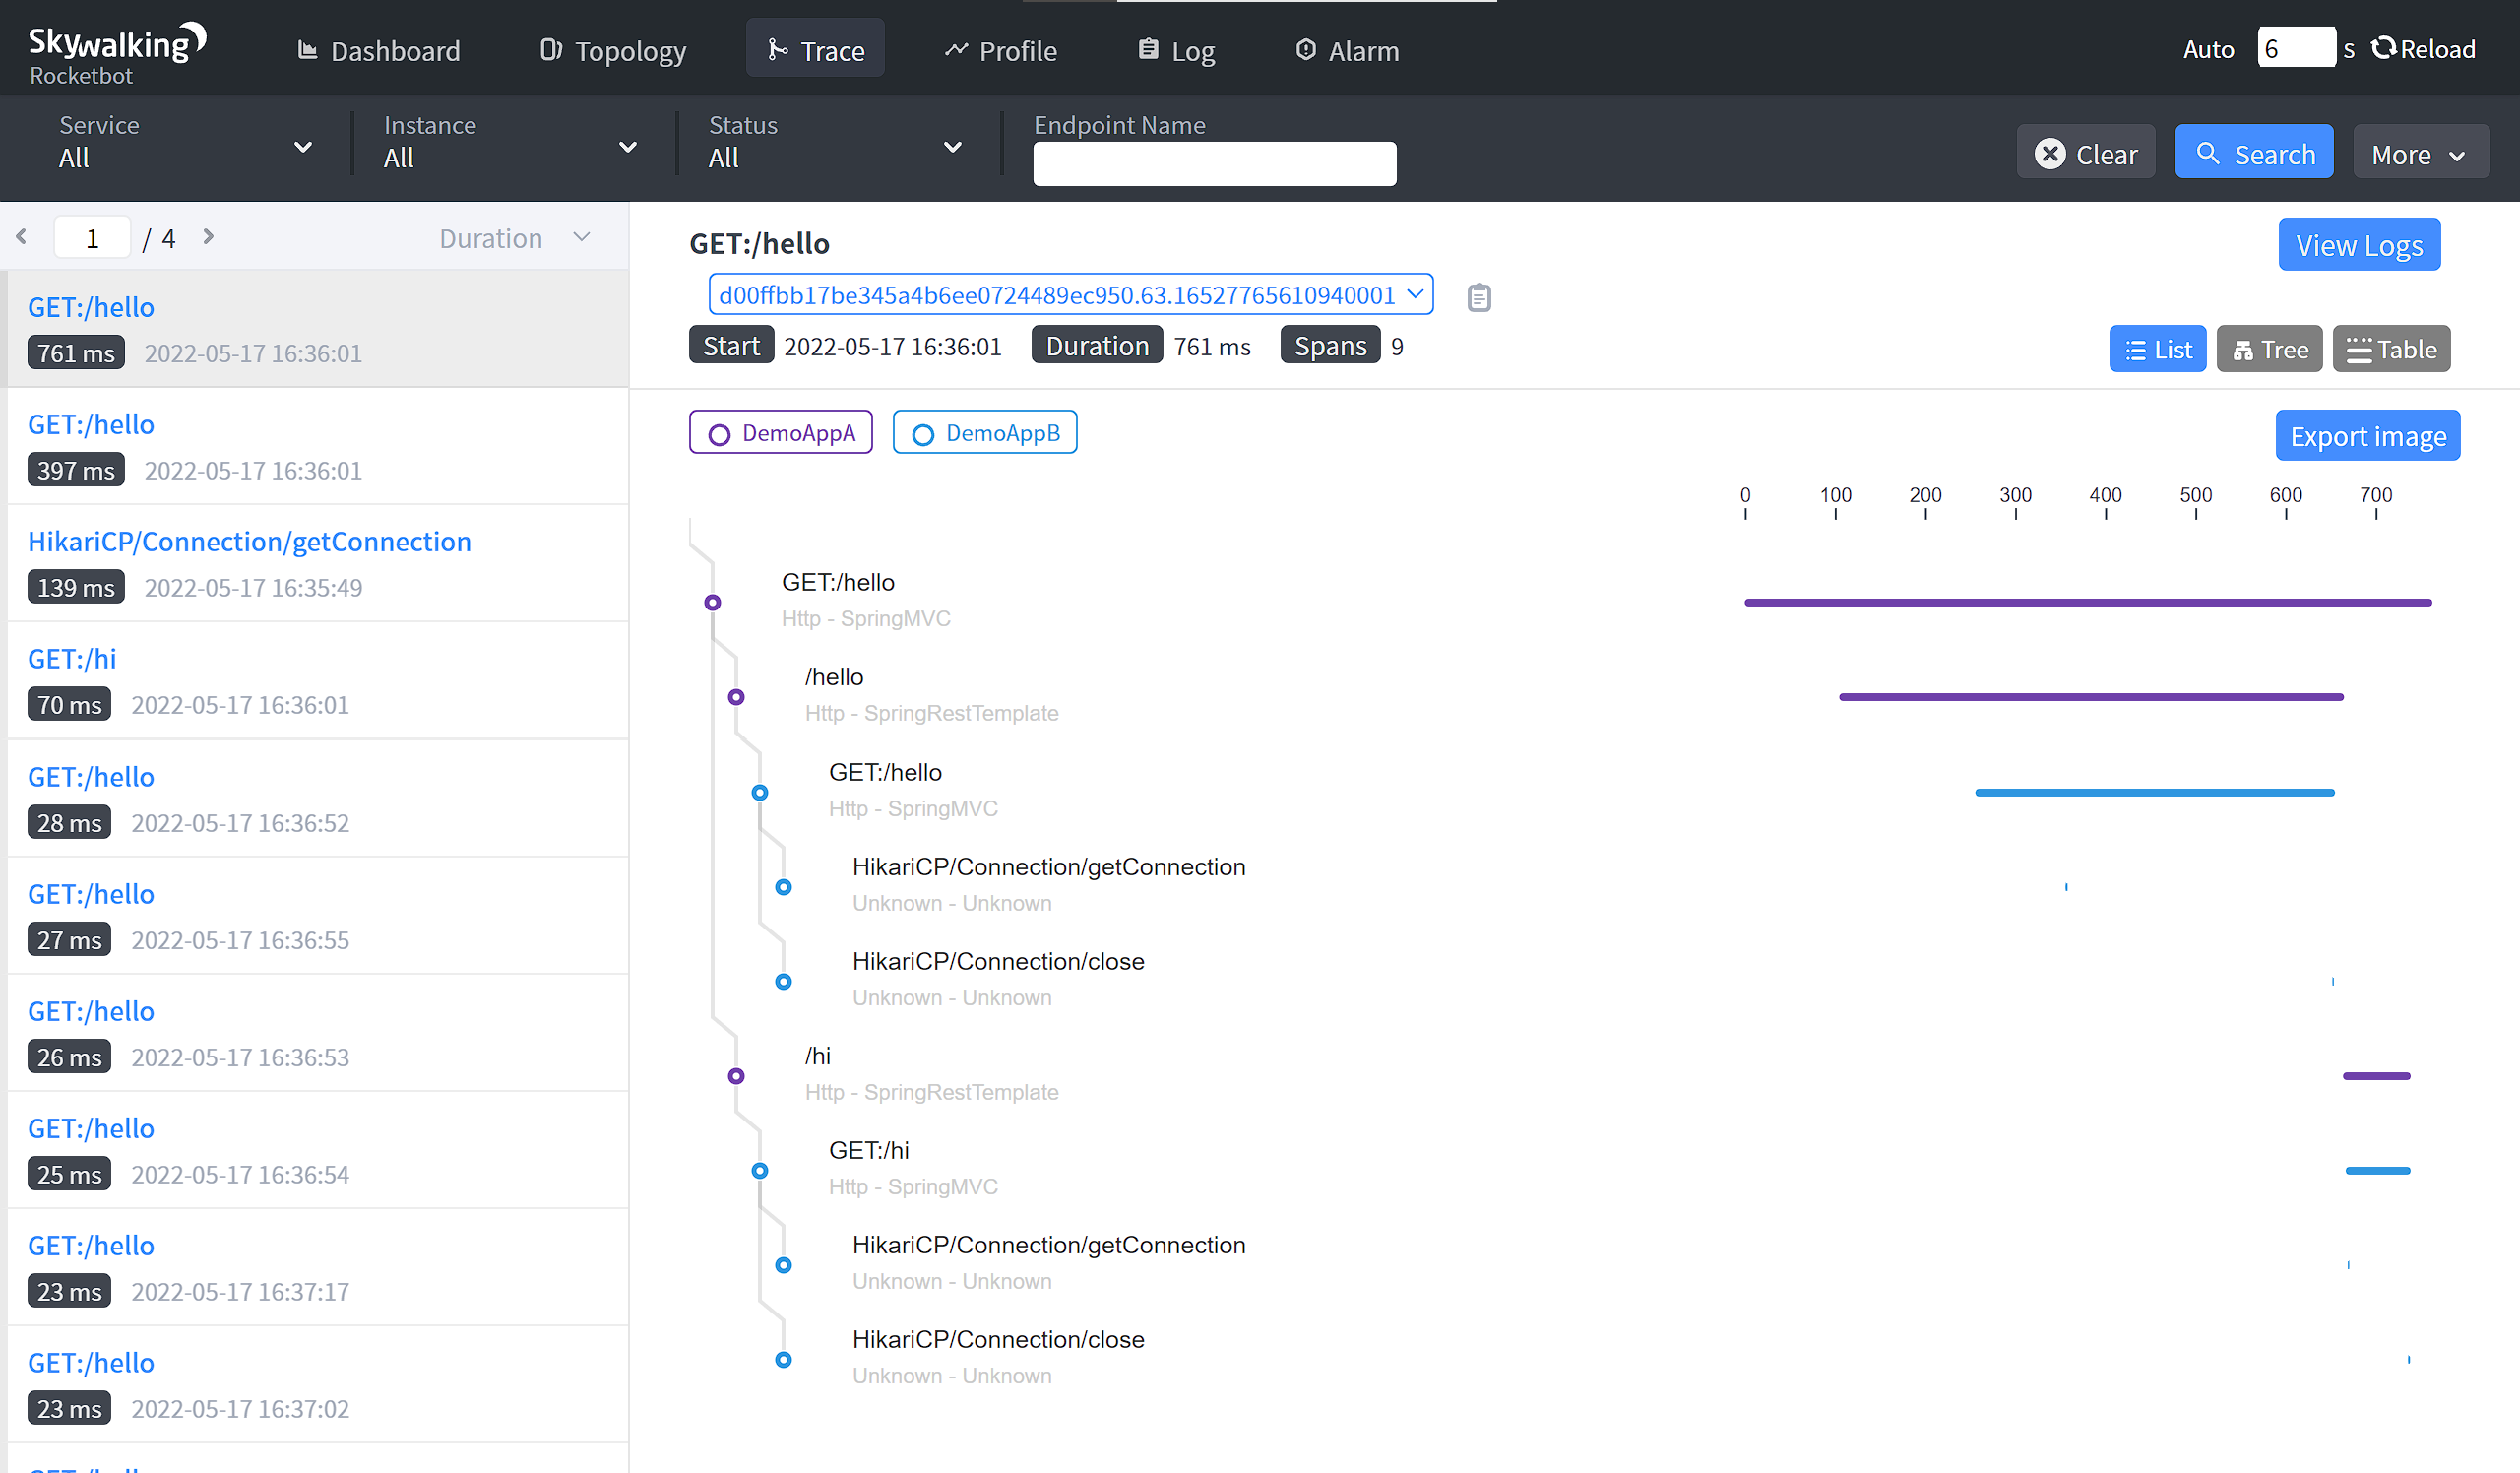 Skywalking
Rocketbot
Dashboard
Topology
Trace
Profile
Log
Alarm
Auto 6 s Reload
Service
All
Instance
All
Status
All
Endpoint Name
Clear
Search
More
1 / 4
Duration
GET:/hello
761 ms 2022-05-17 16:36:01
GET:/hello
397 ms 2022-05-17 16:36:01
HikariCP/Connection/getConnection
139 ms 2022-05-17 16:35:49
GET:/hi
70 ms 2022-05-17 16:36:01
GET:/hello
28 ms 2022-05-17 16:36:52
GET:/hello
27 ms 2022-05-17 16:36:55
GET:/hello
26 ms 2022-05-17 16:36:53
GET:/hello
25 ms 2022-05-17 16:36:54
GET:/hello
23 ms 2022-05-17 16:37:17
GET:/hello
23 ms 2022-05-17 16:37:02
GET:/hello
View Logs
d00ffbb17be345a4b6ee0724489ec950.63.16527765610940001
Start 2022-05-17 16:36:01 Duration 761 ms Spans 9
List Tree Table
DemoAppA DemoAppB
Export image
0 100 200 300 400 500 600 700
GET:/hello
Http - SpringMVC
/hello
Http - SpringRestTemplate
GET:/hello
Http - SpringMVC
HikariCP/Connection/getConnection
Unknown - Unknown
HikariCP/Connection/close
Unknown - Unknown
/hi
Http - SpringRestTemplate
GET:/hi
Http - SpringMVC
HikariCP/Connection/getConnection
Unknown - Unknown
HikariCP/Connection/close
Unknown - Unknown